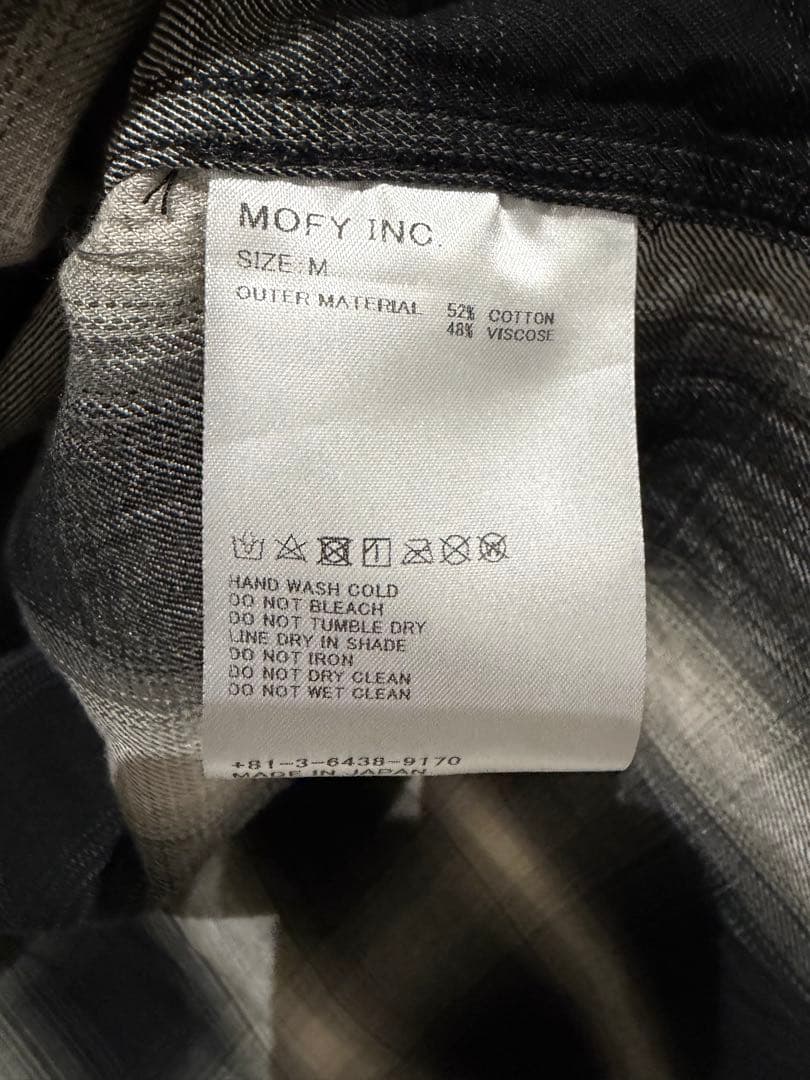 MOFY INC.
SIZE:M
OUTER MATERIAL 52% COTTON
48% VISCOSE
HAND WASH COLD
DO NOT BLEACH
DO NOT TUMBLE DRY
LINE DRY IN SHADE
DO NOT IRON
DO NOT DRY CLEAN
DO NOT WET CLEAN
+81-3-6438-9170
MADE IN JAPAN